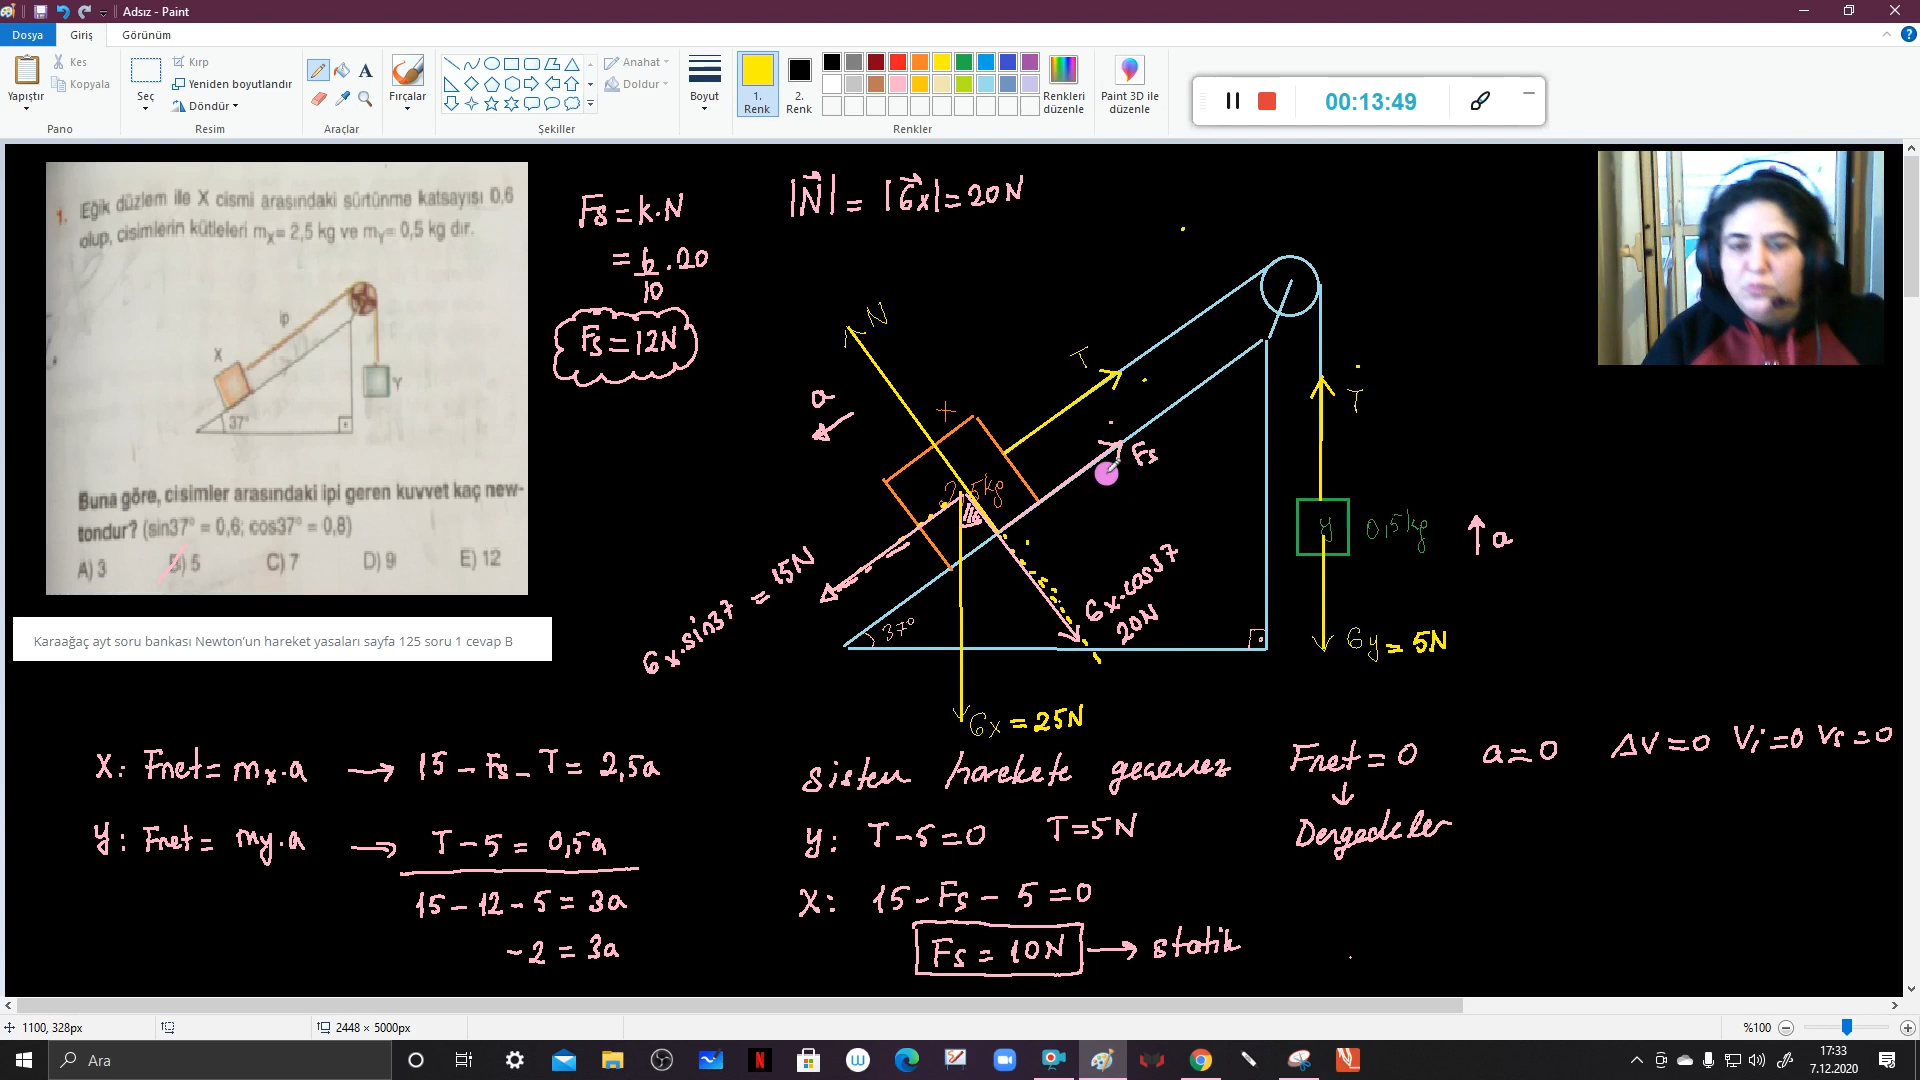 Adsız - Paint
Dosya Giriş Görünüm
Yapıştır
Kes
Kopyala
Pano
Seç
Kırp
Yeniden boyutlandır
Döndür
Resim
Araçlar
Fırçalar
Şekiller
Anahat
Doldur
Boyut
1. Renk
2. Renk
Renkler
Renkleri düzenle
Paint 3D ile düzenle
00:13:49
1. Eğik düzlem ile X cismi arasındaki sürtünme katsayısı 0,6
olup, cisimlerin kütleleri mX= 2,5 kg ve mY= 0,5 kg dır.
ip
X
Y
37°
Buna göre, cisimler arasındaki ipi geren kuvvet kaç new-
tondur? (sin37° = 0,6; cos37° = 0,8)
A) 3 B) 5 C) 7 D) 9 E) 12
Karaağaç ayt soru bankası Newton'un hareket yasaları sayfa 125 soru 1 cevap B
Fs = k.N
= 6/10 . 20
Fs = 12N
|N| = |Gx| = 20N
N
a
T
T
Fs
2,5kg
y 0,5kg
a
Gx.sin37 = 15N
Gx.cos37
20N
37°
Gy = 5N
Gx = 25N
X: Fnet = mx.a → 15 - Fs - T = 2,5a
y: Fnet = my.a → T - 5 = 0,5a
15 - 12 - 5 = 3a
-2 = 3a
sistem harekete geçemez Fnet = 0 a = 0 ΔV = 0 Vi = 0 Vs = 0
Dengedeler
y: T - 5 = 0 T = 5N
X: 15 - Fs - 5 = 0
Fs = 10N → statik
1100, 328px
2448 × 5000px
%100
Ara
17:33
7.12.2020